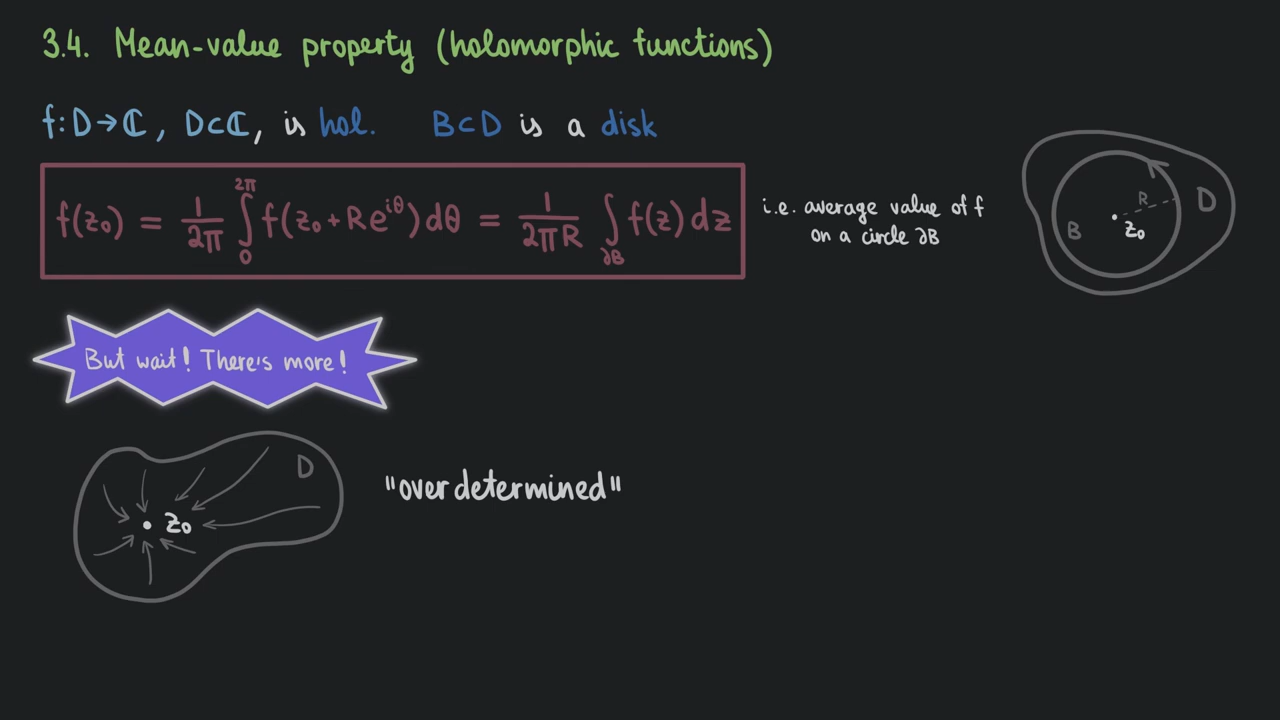 3.4. Mean-value property (holomorphic functions)
f: D → ℂ, D ⊂ ℂ, is hol. B ⊂ D is a disk
f(z₀) = 1/2π ∫₀^2π f(z₀ + Re^iθ) dθ = 1/2πR ∫_∂B f(z) dz
i.e. average value of f
on a circle ∂B
R
D
B
z₀
But wait! There's more!
D
z₀
"overdetermined"